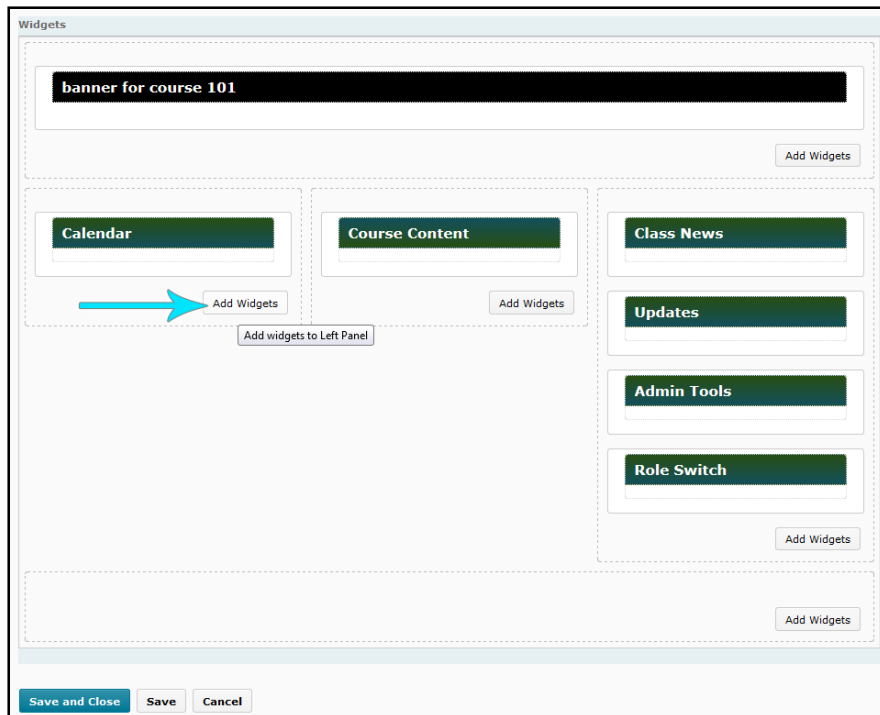 Widgets
banner for course 101
Add Widgets
Calendar
Add Widgets
Add widgets to Left Panel
Course Content
Add Widgets
Class News
Updates
Admin Tools
Role Switch
Add Widgets
Add Widgets
Save and Close Save Cancel